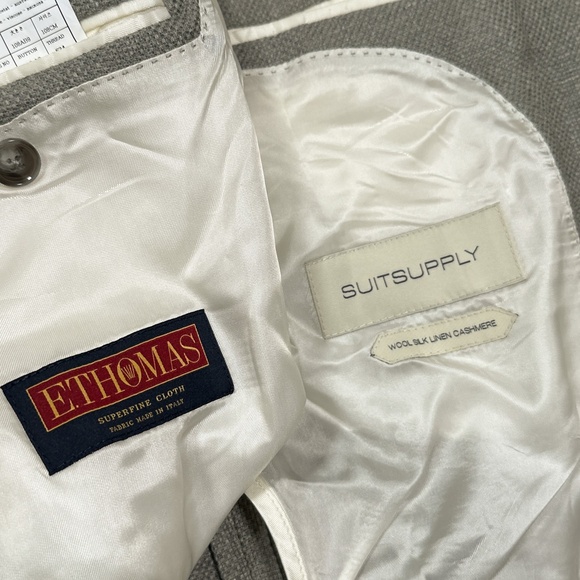 BUTTON
THREAD
SUITSUPPLY
WOOL SILK LINEN CASHMERE
E.THOMAS
SUPERFINE CLOTH
FABRIC MADE IN ITALY